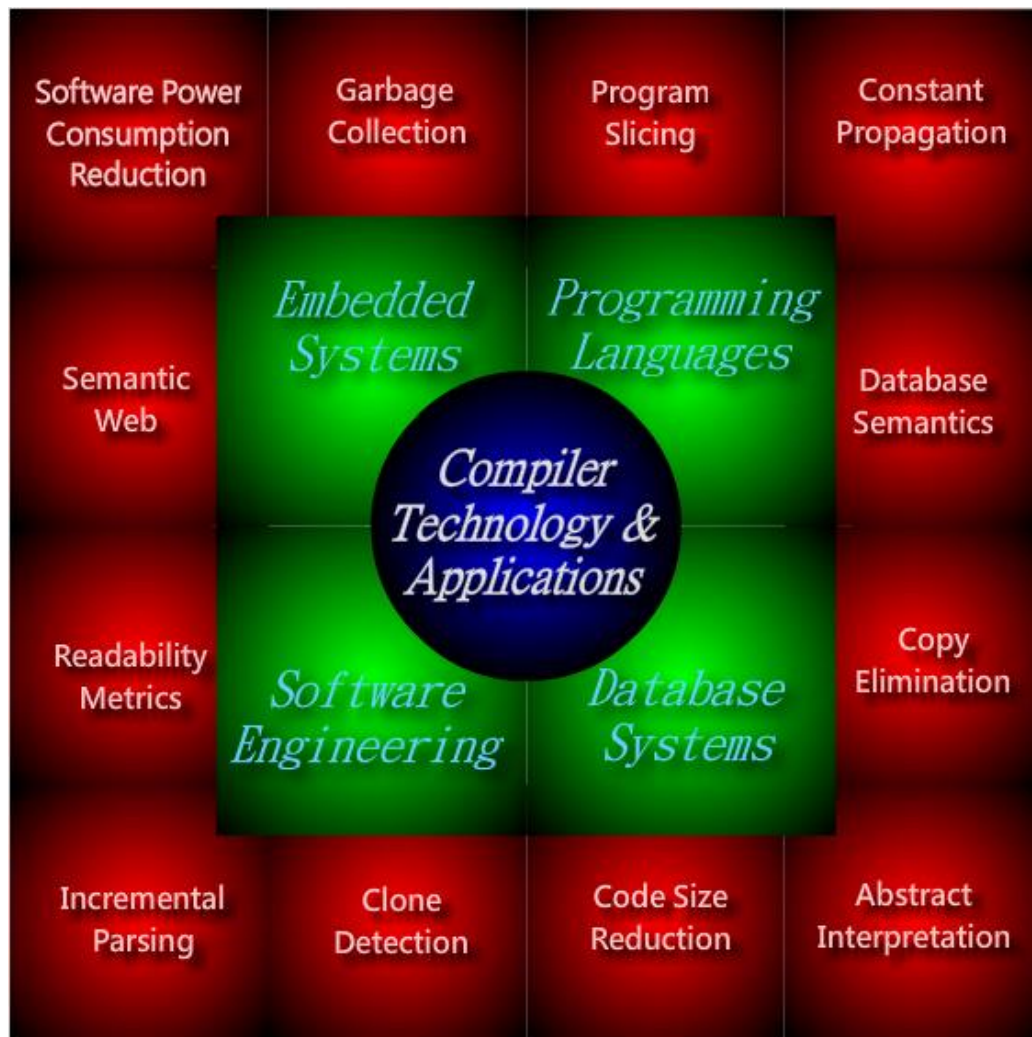 Software Power
Consumption
Reduction
Garbage
Collection
Program
Slicing
Constant
Propagation
Embedded
Systems
Programming
Languages
Semantic
Web
Database
Semantics
Compiler
Technology &
Applications
Readability
Metrics
Software
Engineering
Database
Systems
Copy
Elimination
Incremental
Parsing
Clone
Detection
Code Size
Reduction
Abstract
Interpretation